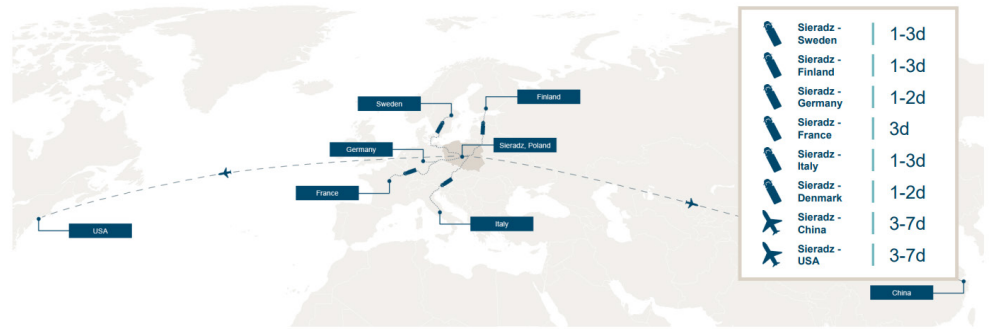 Sweden
Finland
Germany
Sieradz, Poland
France
Italy
USA
China
Sieradz -
Sweden
1-3d
Sieradz -
Finland
1-3d
Sieradz -
Germany
1-2d
Sieradz -
France
3d
Sieradz -
Italy
1-3d
Sieradz -
Denmark
1-2d
Sieradz -
China
3-7d
Sieradz -
USA
3-7d